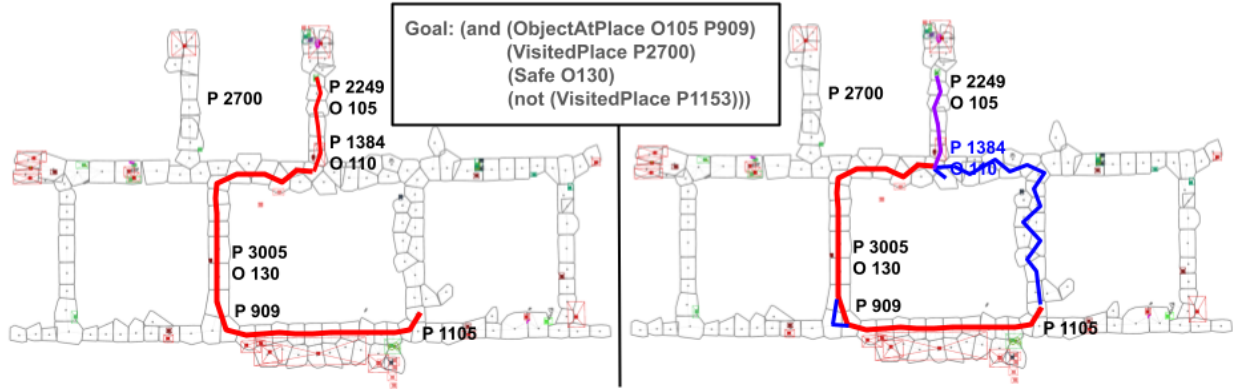 Goal: (and (ObjectAtPlace O105 P909)
(VisitedPlace P2700)
(Safe O130)
(not (VisitedPlace P1153)))
P 2700
P 2249
O 105
P 1384
O 110
P 3005
O 130
P 909
P 1105
P 2700
P 2249
O 105
P 1384
O 110
P 3005
O 130
P 909
P 1105